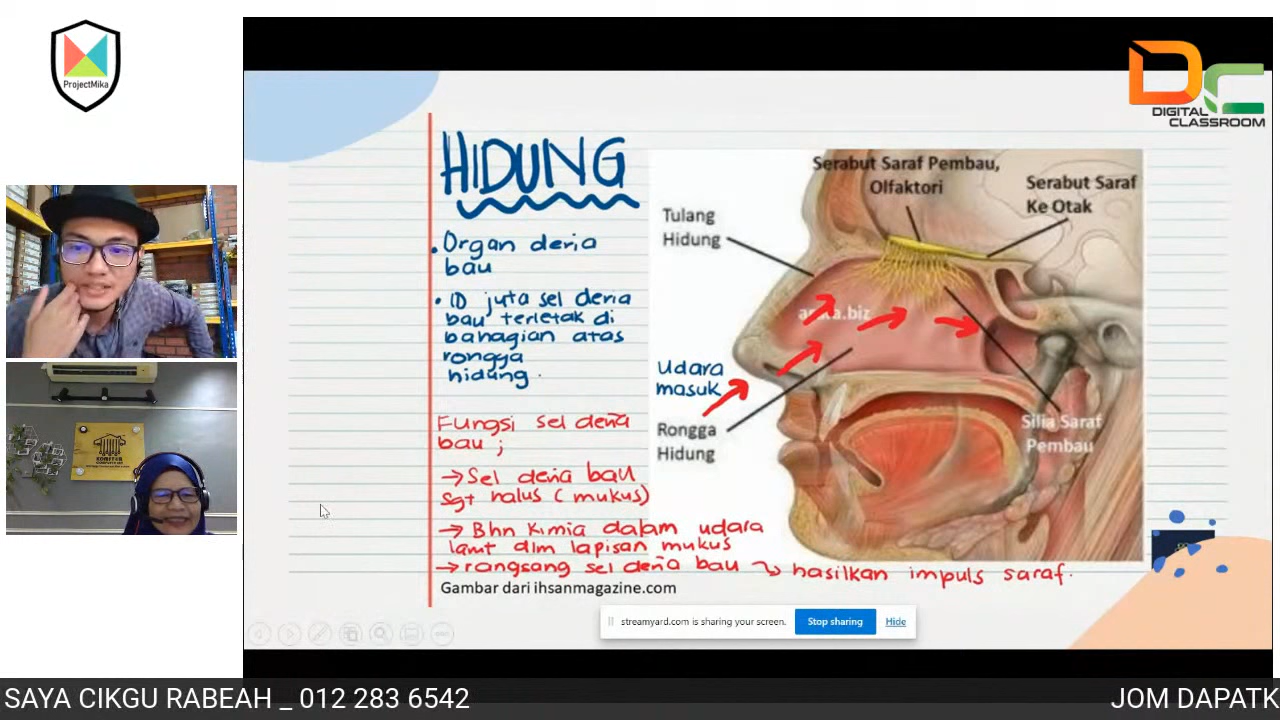 ProjectMika
DIGITAL
CLASSROOM
HIDUNG
• Organ deria
bau
• 10 juta sel deria
bau terletak di
bahagian atas
rongga
hidung.
Fungsi sel deria
bau ;
→ Sel deria bau
sgt halus (mukus)
→ Bhn kimia dalam udara
larut dlm lapisan mukus
→ rangsang sel deria bau ↝ hasilkan impuls saraf.
Gambar dari ihsanmagazine.com
Serabut Saraf Pembau,
Olfaktori
Serabut Saraf
Ke Otak
Tulang
Hidung
Udara
masuk
Rongga
Hidung
Silia Saraf
Pembau
streamyard.com is sharing your screen.
Stop sharing
Hide
SAYA CIKGU RABEAH _ 012 283 6542
JOM DAPATK